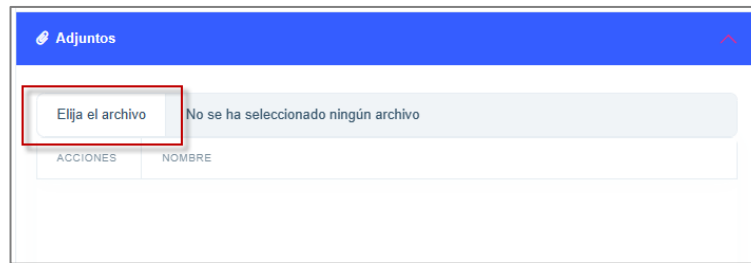 Adjuntos
Elija el archivo No se ha seleccionado ningún archivo
ACCIONES NOMBRE